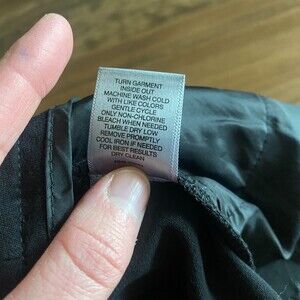 TURN GARMENT
INSIDE OUT
MACHINE WASH COLD
WITH LIKE COLORS
GENTLE CYCLE
ONLY NON-CHLORINE
BLEACH WHEN NEEDED
TUMBLE DRY LOW
REMOVE PROMPTLY
COOL IRON IF NEEDED
FOR BEST RESULTS
DRY CLEAN